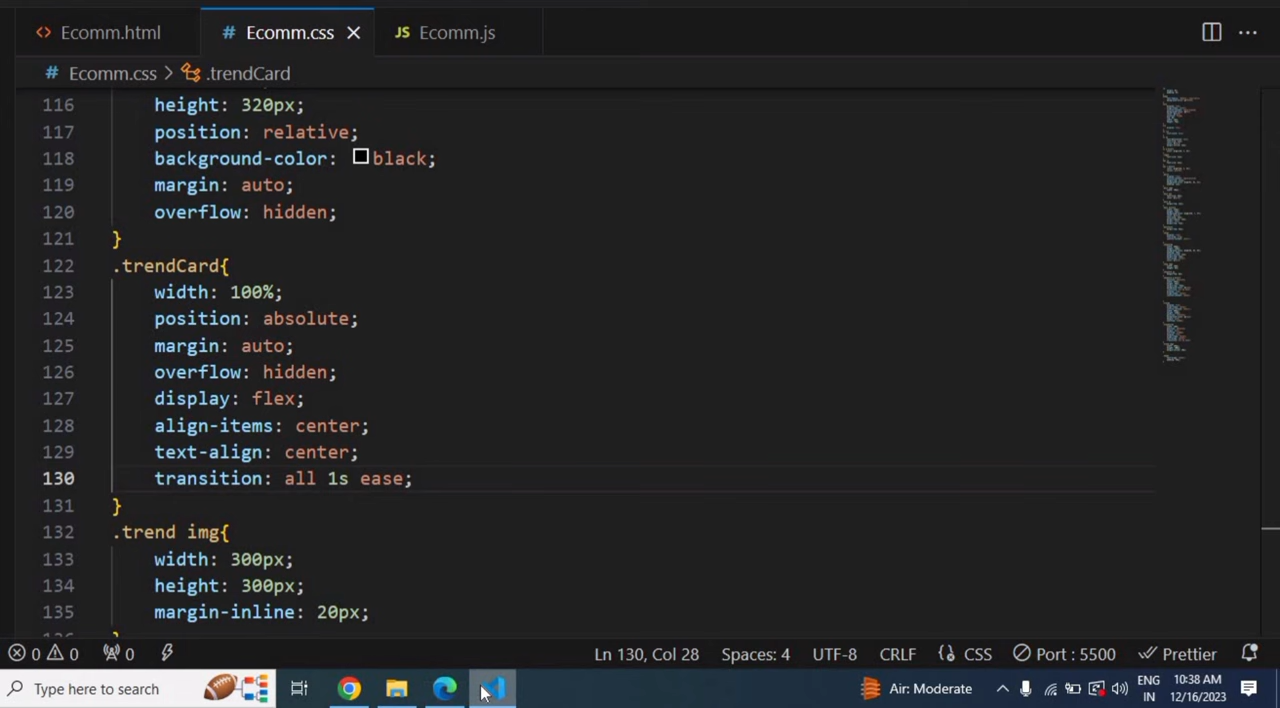 Ecomm.html
# Ecomm.css ×
JS Ecomm.js
# Ecomm.css > .trendCard
116 height: 320px;
117 position: relative;
118 background-color: black;
119 margin: auto;
120 overflow: hidden;
121 }
122 .trendCard{
123 width: 100%;
124 position: absolute;
125 margin: auto;
126 overflow: hidden;
127 display: flex;
128 align-items: center;
129 text-align: center;
130 transition: all 1s ease;
131 }
132 .trend img{
133 width: 300px;
134 height: 300px;
135 margin-inline: 20px;
0 0 0 Ln 130, Col 28 Spaces: 4 UTF-8 CRLF CSS Port : 5500 Prettier
Type here to search
Air: Moderate
ENG
IN
10:38 AM
12/16/2023